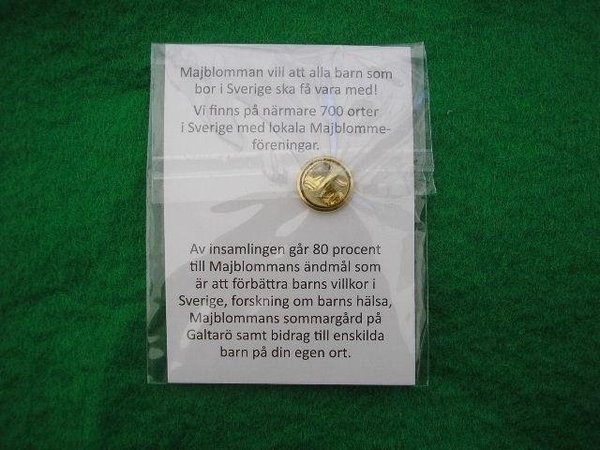 Majblomman vill att alla barn som
bor i Sverige ska få vara med!
Vi finns på närmare 700 orter
i Sverige med lokala Majblomme-
föreningar.
Av insamlingen går 80 procent
till Majblommans ändmål som
är att förbättra barns villkor i
Sverige, forskning om barns hälsa,
Majblommans sommargård på
Galtarö samt bidrag till enskilda
barn på din egen ort.